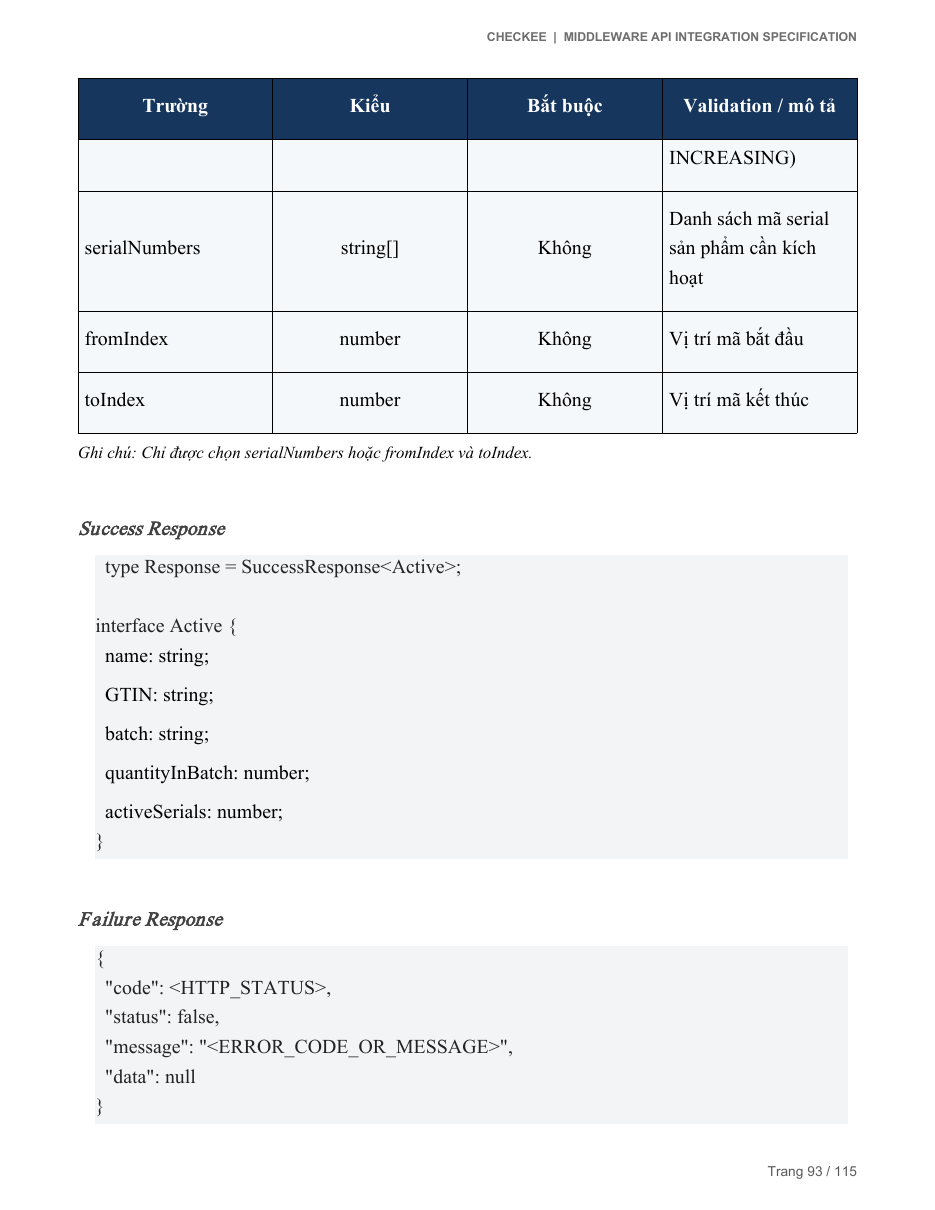 CHECKEE | MIDDLEWARE API INTEGRATION SPECIFICATION
Trường Kiểu Bắt buộc Validation / mô tả
INCREASING)
serialNumbers string[] Không Danh sách mã serial
sản phẩm cần kích
hoạt
fromIndex number Không Vị trí mã bắt đầu
toIndex number Không Vị trí mã kết thúc
Ghi chú: Chỉ được chọn serialNumbers hoặc fromIndex và toIndex.
Success Response
type Response = SuccessResponse<Active>;
interface Active {
name: string;
GTIN: string;
batch: string;
quantityInBatch: number;
activeSerials: number;
}
Failure Response
{
"code": <HTTP_STATUS>,
"status": false,
"message": "<ERROR_CODE_OR_MESSAGE>",
"data": null
}
Trang 93 / 115